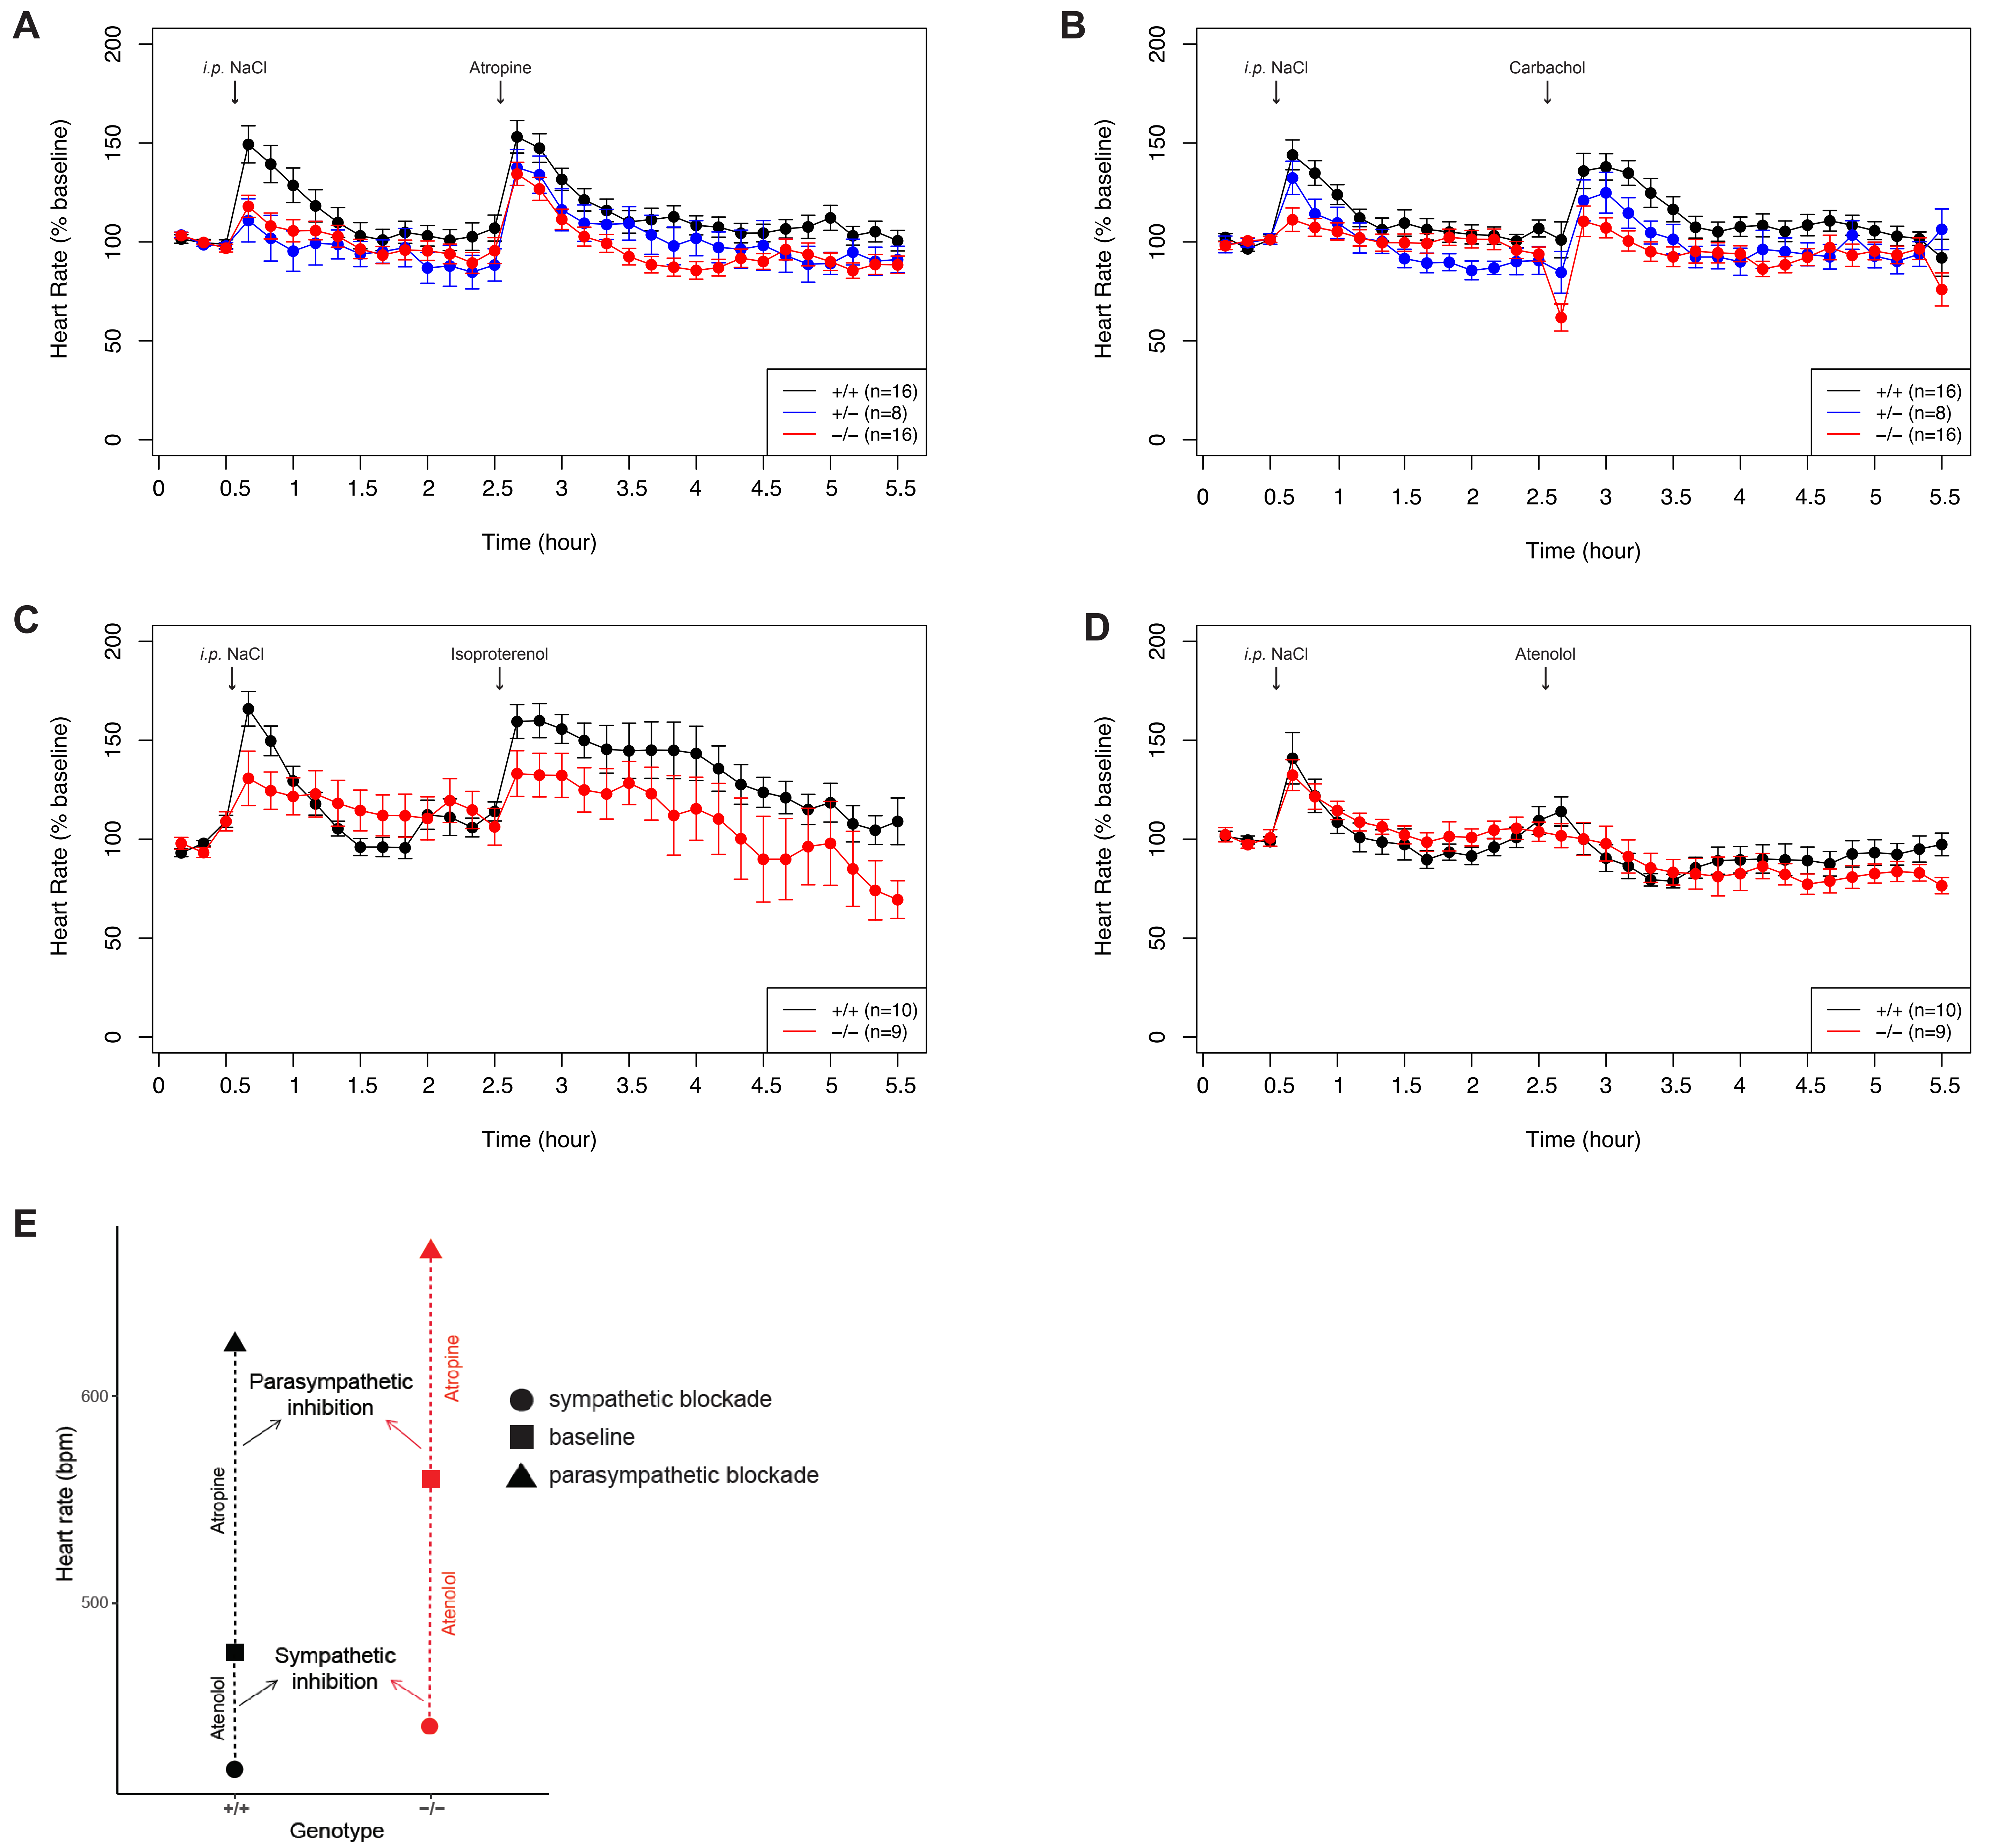 A
i.p. NaCl
Atropine
Heart Rate (% baseline)
200
150
100
50
0
+/+ (n=16)
+/− (n=8)
−/− (n=16)
0 0.5 1 1.5 2 2.5 3 3.5 4 4.5 5 5.5
Time (hour)
B
i.p. NaCl
Carbachol
Heart Rate (% baseline)
200
150
100
50
0
+/+ (n=16)
+/− (n=8)
−/− (n=16)
0 0.5 1 1.5 2 2.5 3 3.5 4 4.5 5 5.5
Time (hour)
C
i.p. NaCl
Isoproterenol
Heart Rate (% baseline)
200
150
100
50
0
+/+ (n=10)
−/− (n=9)
0 0.5 1 1.5 2 2.5 3 3.5 4 4.5 5 5.5
Time (hour)
D
i.p. NaCl
Atenolol
Heart Rate (% baseline)
200
150
100
50
0
+/+ (n=10)
−/− (n=9)
0 0.5 1 1.5 2 2.5 3 3.5 4 4.5 5 5.5
Time (hour)
E
Heart rate (bpm)
600
500
Parasympathetic
inhibition
Atropine
Atropine
Sympathetic
inhibition
Atenolol
Atenolol
sympathetic blockade
baseline
parasympathetic blockade
+/+
−/−
Genotype